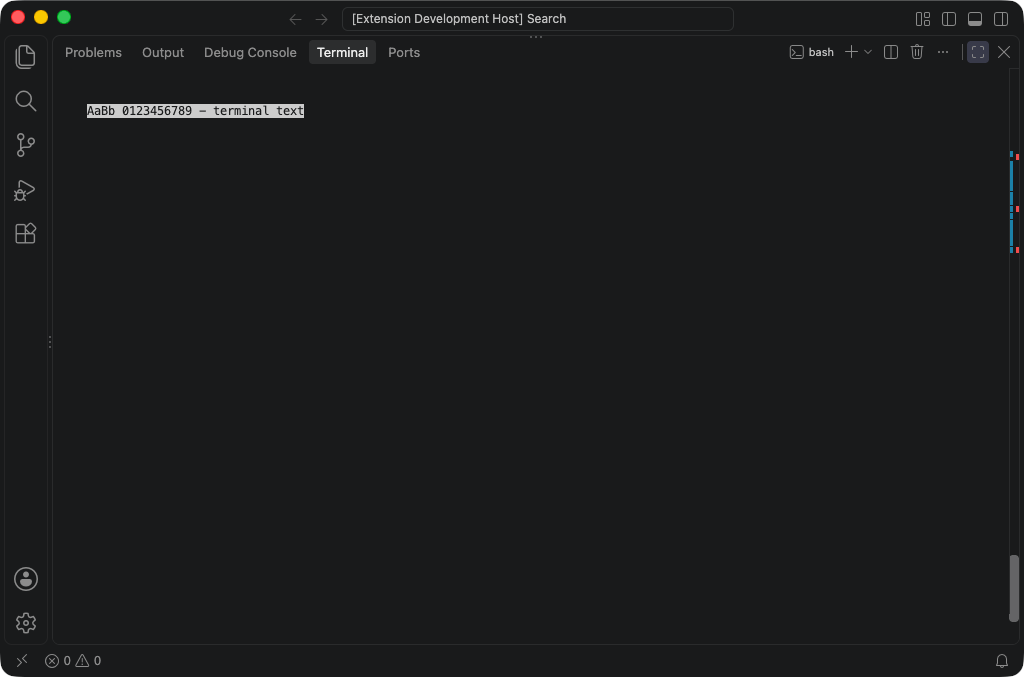 [Extension Development Host] Search
Problems Output Debug Console Terminal Ports bash
AaBb 0123456789 — terminal text
0 0